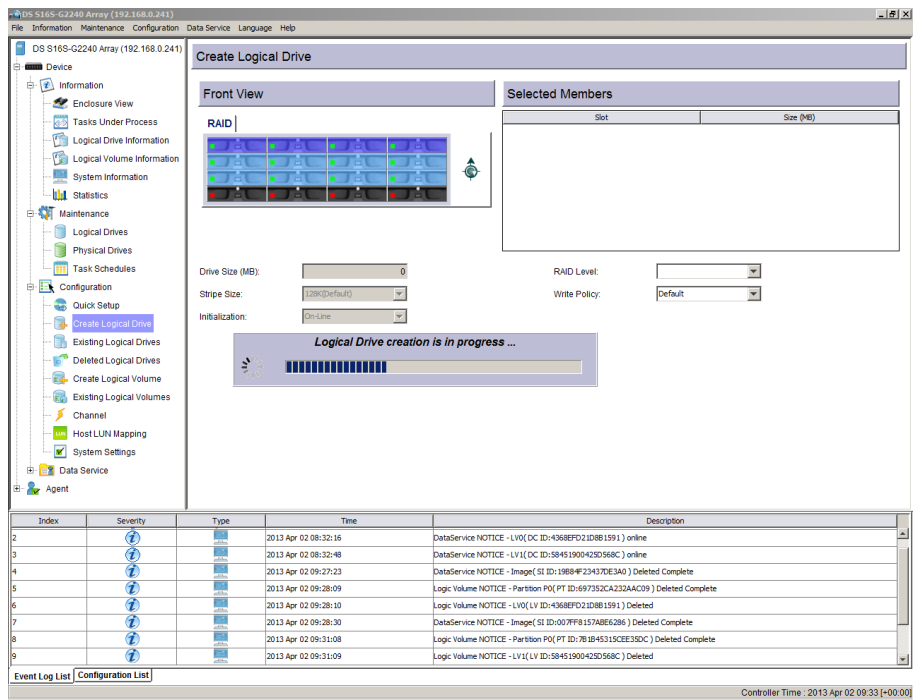 DS S16S-G2240 Array (192.168.0.241)
File Information Maintenance Configuration Data Service Language Help
DS S16S-G2240 Array (192.168.0.241)
Device
Information
Enclosure View
Tasks Under Process
Logical Drive Information
Logical Volume Information
System Information
Statistics
Maintenance
Logical Drives
Physical Drives
Task Schedules
Configuration
Quick Setup
Create Logical Drive
Existing Logical Drives
Deleted Logical Drives
Create Logical Volume
Existing Logical Volumes
Channel
LUN Host LUN Mapping
System Settings
Data Service
Agent
Create Logical Drive
Front View
RAID
Selected Members
Slot Size (MB)
Drive Size (MB): 0
RAID Level:
Stripe Size: 128K(Default)
Write Policy: Default
Initialization: On-Line
Logical Drive creation is in progress ...
Index Severity Type Time Description
2 2013 Apr 02 08:32:16 DataService NOTICE - LV0( DC ID:4368EFD21D8B1591 ) online
3 2013 Apr 02 08:32:48 DataService NOTICE - LV1( DC ID:58451900425D568C ) online
4 2013 Apr 02 09:27:23 DataService NOTICE - Image( SI ID:19B84F23437DE3A0 ) Deleted Complete
5 2013 Apr 02 09:28:09 Logic Volume NOTICE - Partition P0( PT ID:697352CA232AAC09 ) Deleted Complete
6 2013 Apr 02 09:28:10 Logic Volume NOTICE - LV0( LV ID:4368EFD21D8B1591 ) Deleted
7 2013 Apr 02 09:28:30 DataService NOTICE - Image( SI ID:007FF8157ABE6286 ) Deleted Complete
8 2013 Apr 02 09:31:08 Logic Volume NOTICE - Partition P0( PT ID:7B1B45315CEE35DC ) Deleted Complete
9 2013 Apr 02 09:31:09 Logic Volume NOTICE - LV1( LV ID:58451900425D568C ) Deleted
Event Log List Configuration List
Controller Time : 2013 Apr 02 09:33 [+00:00]